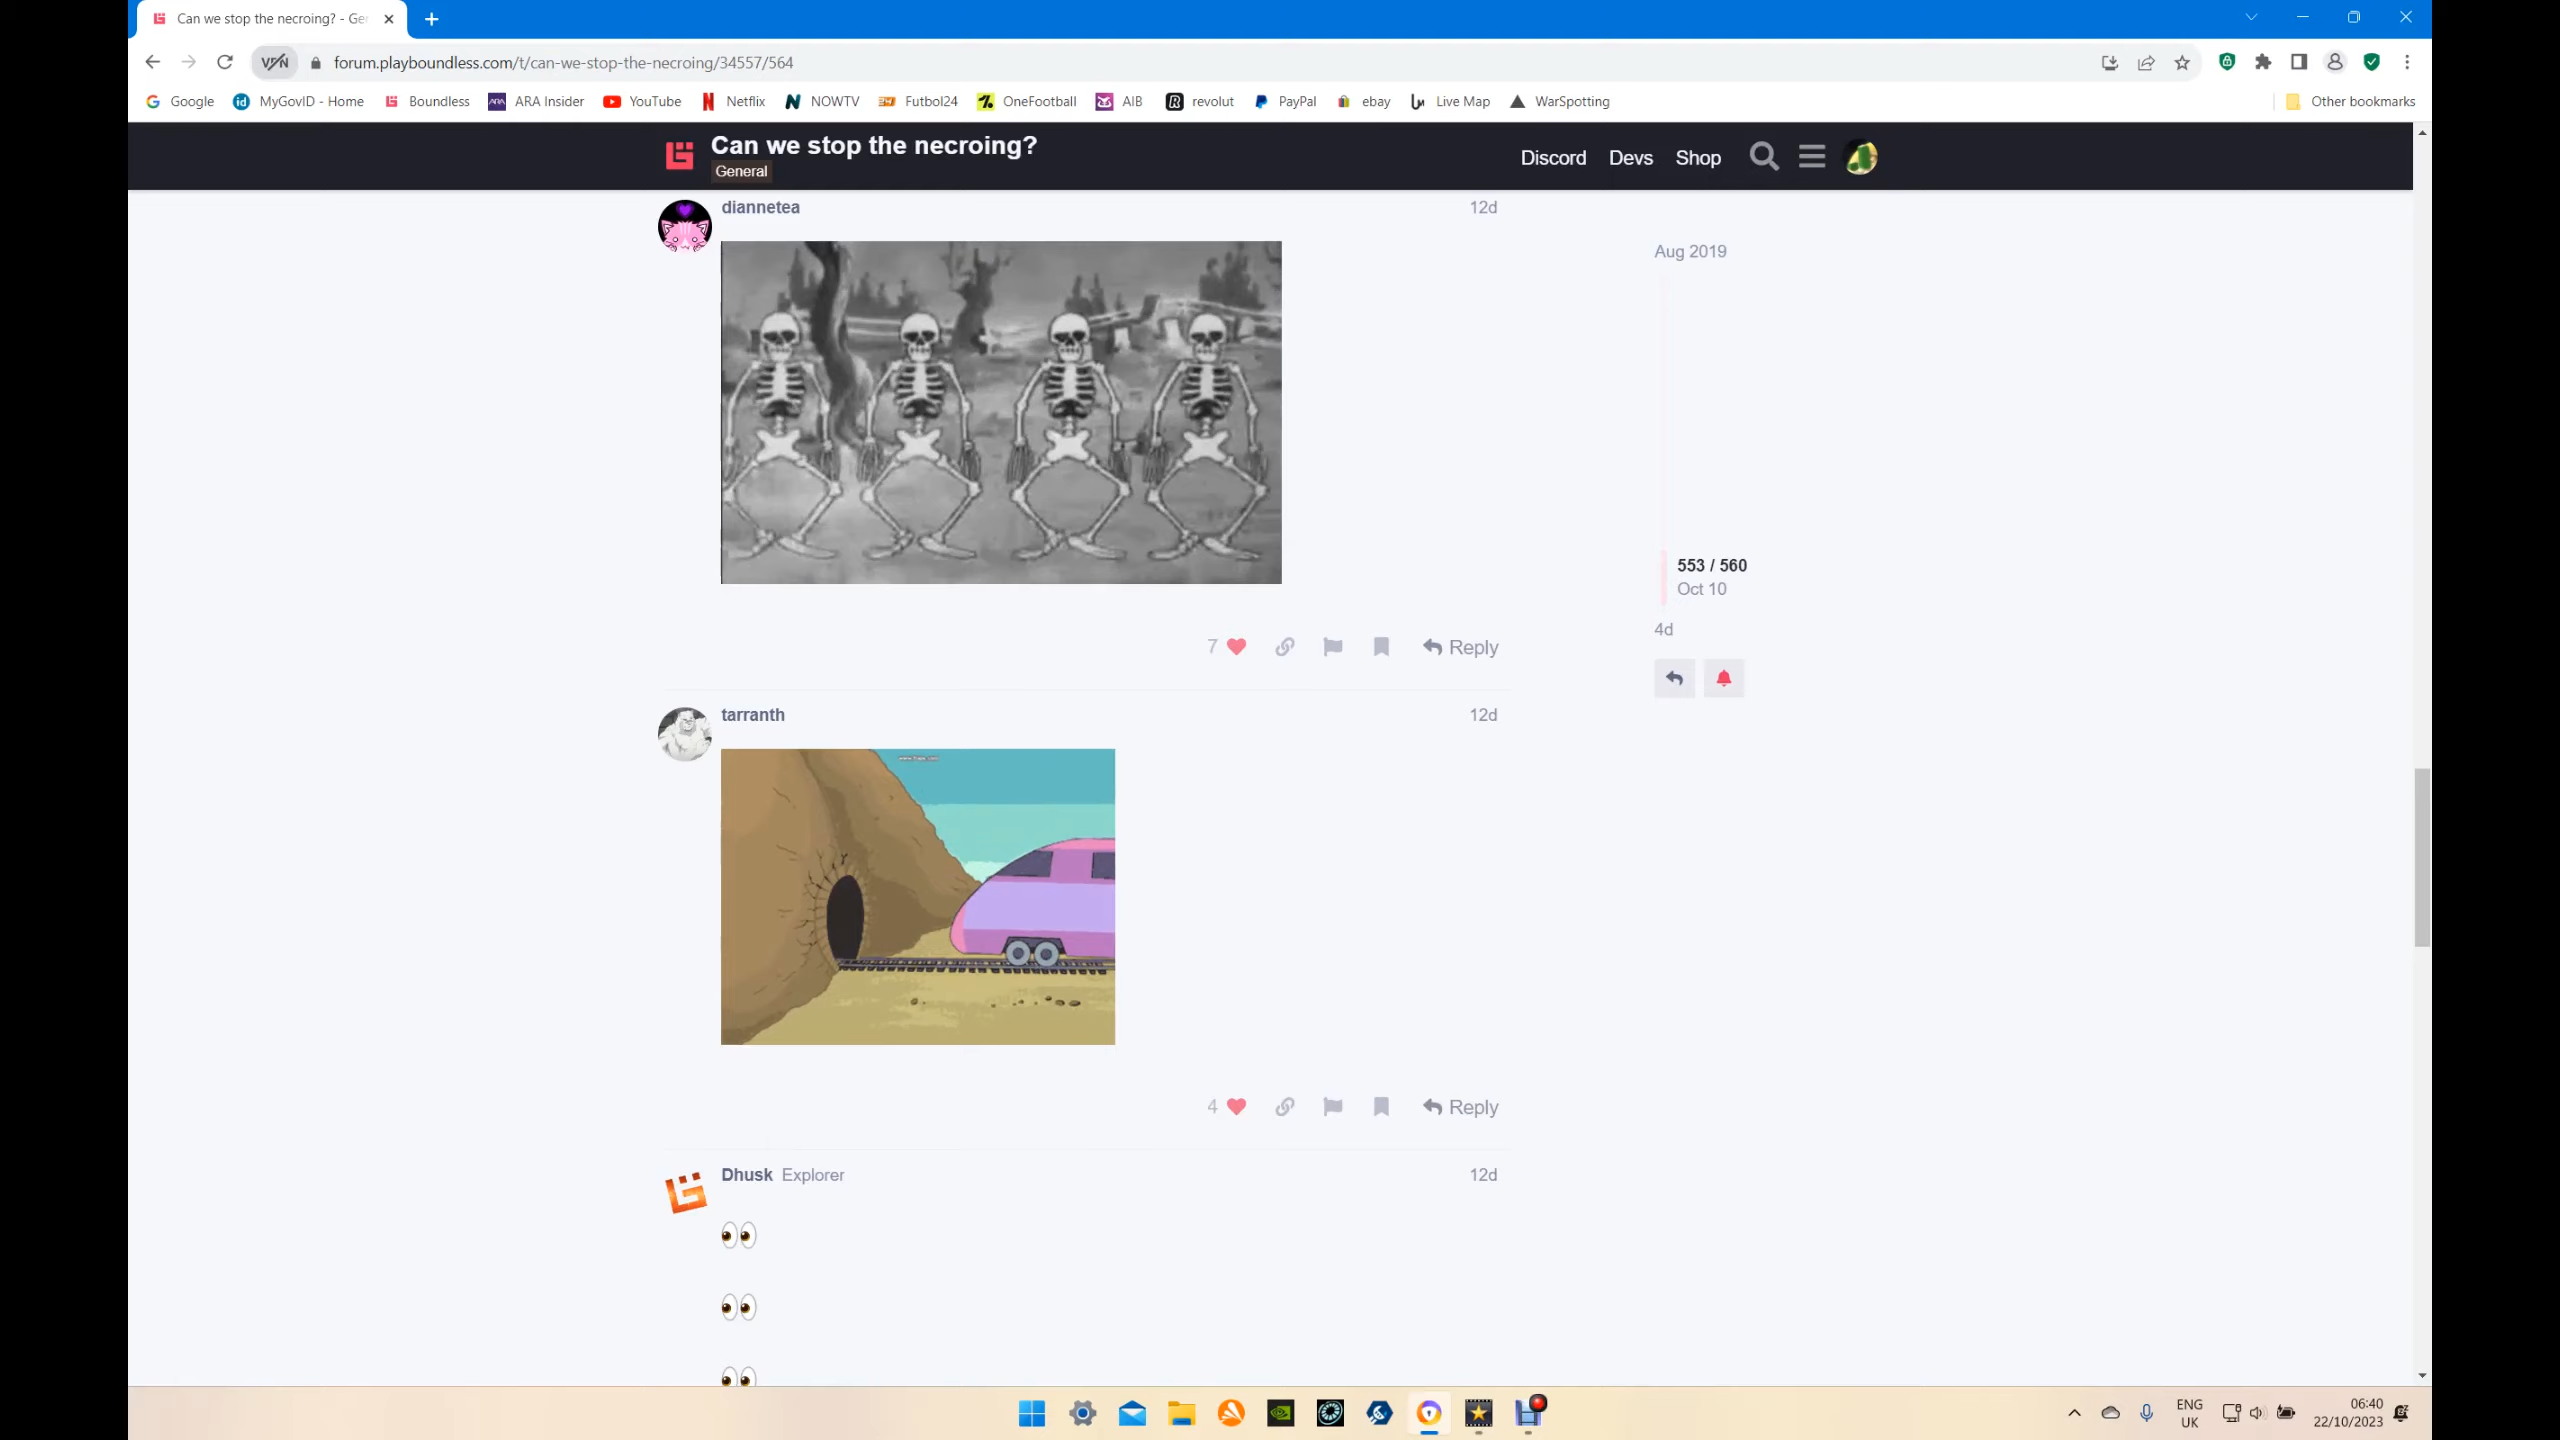 Can we stop the necroing? - Ge
forum.playboundless.com/t/can-we-stop-the-necroing/34557/564
Google MyGovID - Home Boundless ARA Insider YouTube Netflix NOWTV Futbol24 OneFootball AIB revolut PayPal ebay Live Map WarSpotting Other bookmarks
Can we stop the necroing?
General
Discord Devs Shop
diannetea 12d
Aug 2019
553 / 560
Oct 10
4d
7 Reply
tarranth 12d
4 Reply
Dhusk Explorer 12d
ENG
UK
06:40
22/10/2023